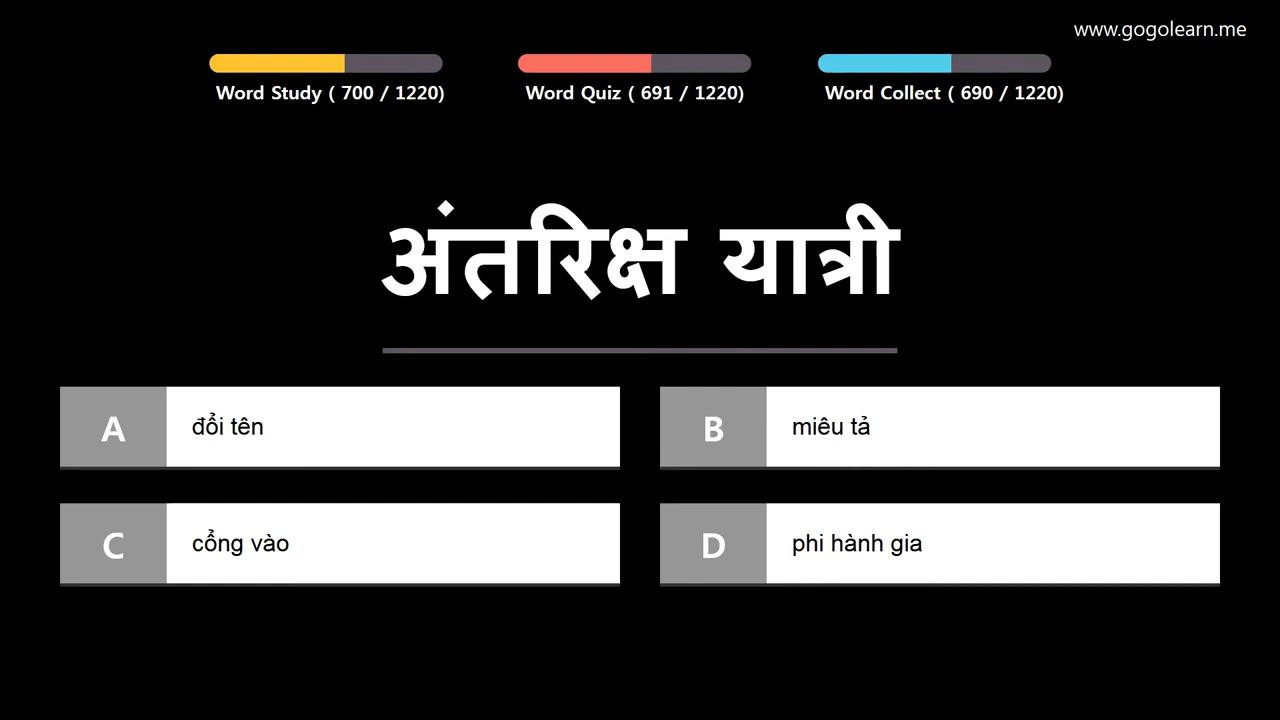 www.gogolearn.me
Word Study ( 700 / 1220)
Word Quiz ( 691 / 1220)
Word Collect ( 690 / 1220)
अंतरिक्ष यात्री
A
đổi tên
B
miêu tả
C
cổng vào
D
phi hành gia